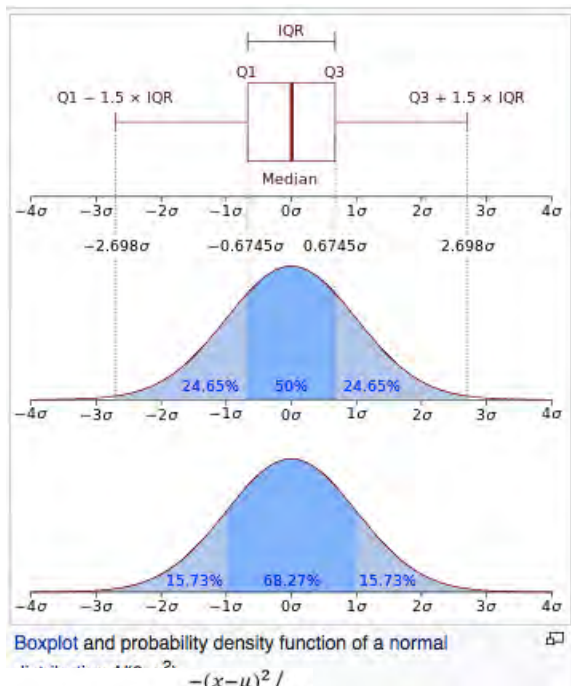 IQR
Q1 Q3
Q1 − 1.5 × IQR Q3 + 1.5 × IQR
Median
−4σ −3σ −2σ −1σ 0σ 1σ 2σ 3σ 4σ
−2.698σ −0.6745σ 0.6745σ 2.698σ
24.65% 50% 24.65%
−4σ −3σ −2σ −1σ 0σ 1σ 2σ 3σ 4σ
15.73% 68.27% 15.73%
−4σ −3σ −2σ −1σ 0σ 1σ 2σ 3σ 4σ
Boxplot and probability density function of a normal
−(x−μ)²/